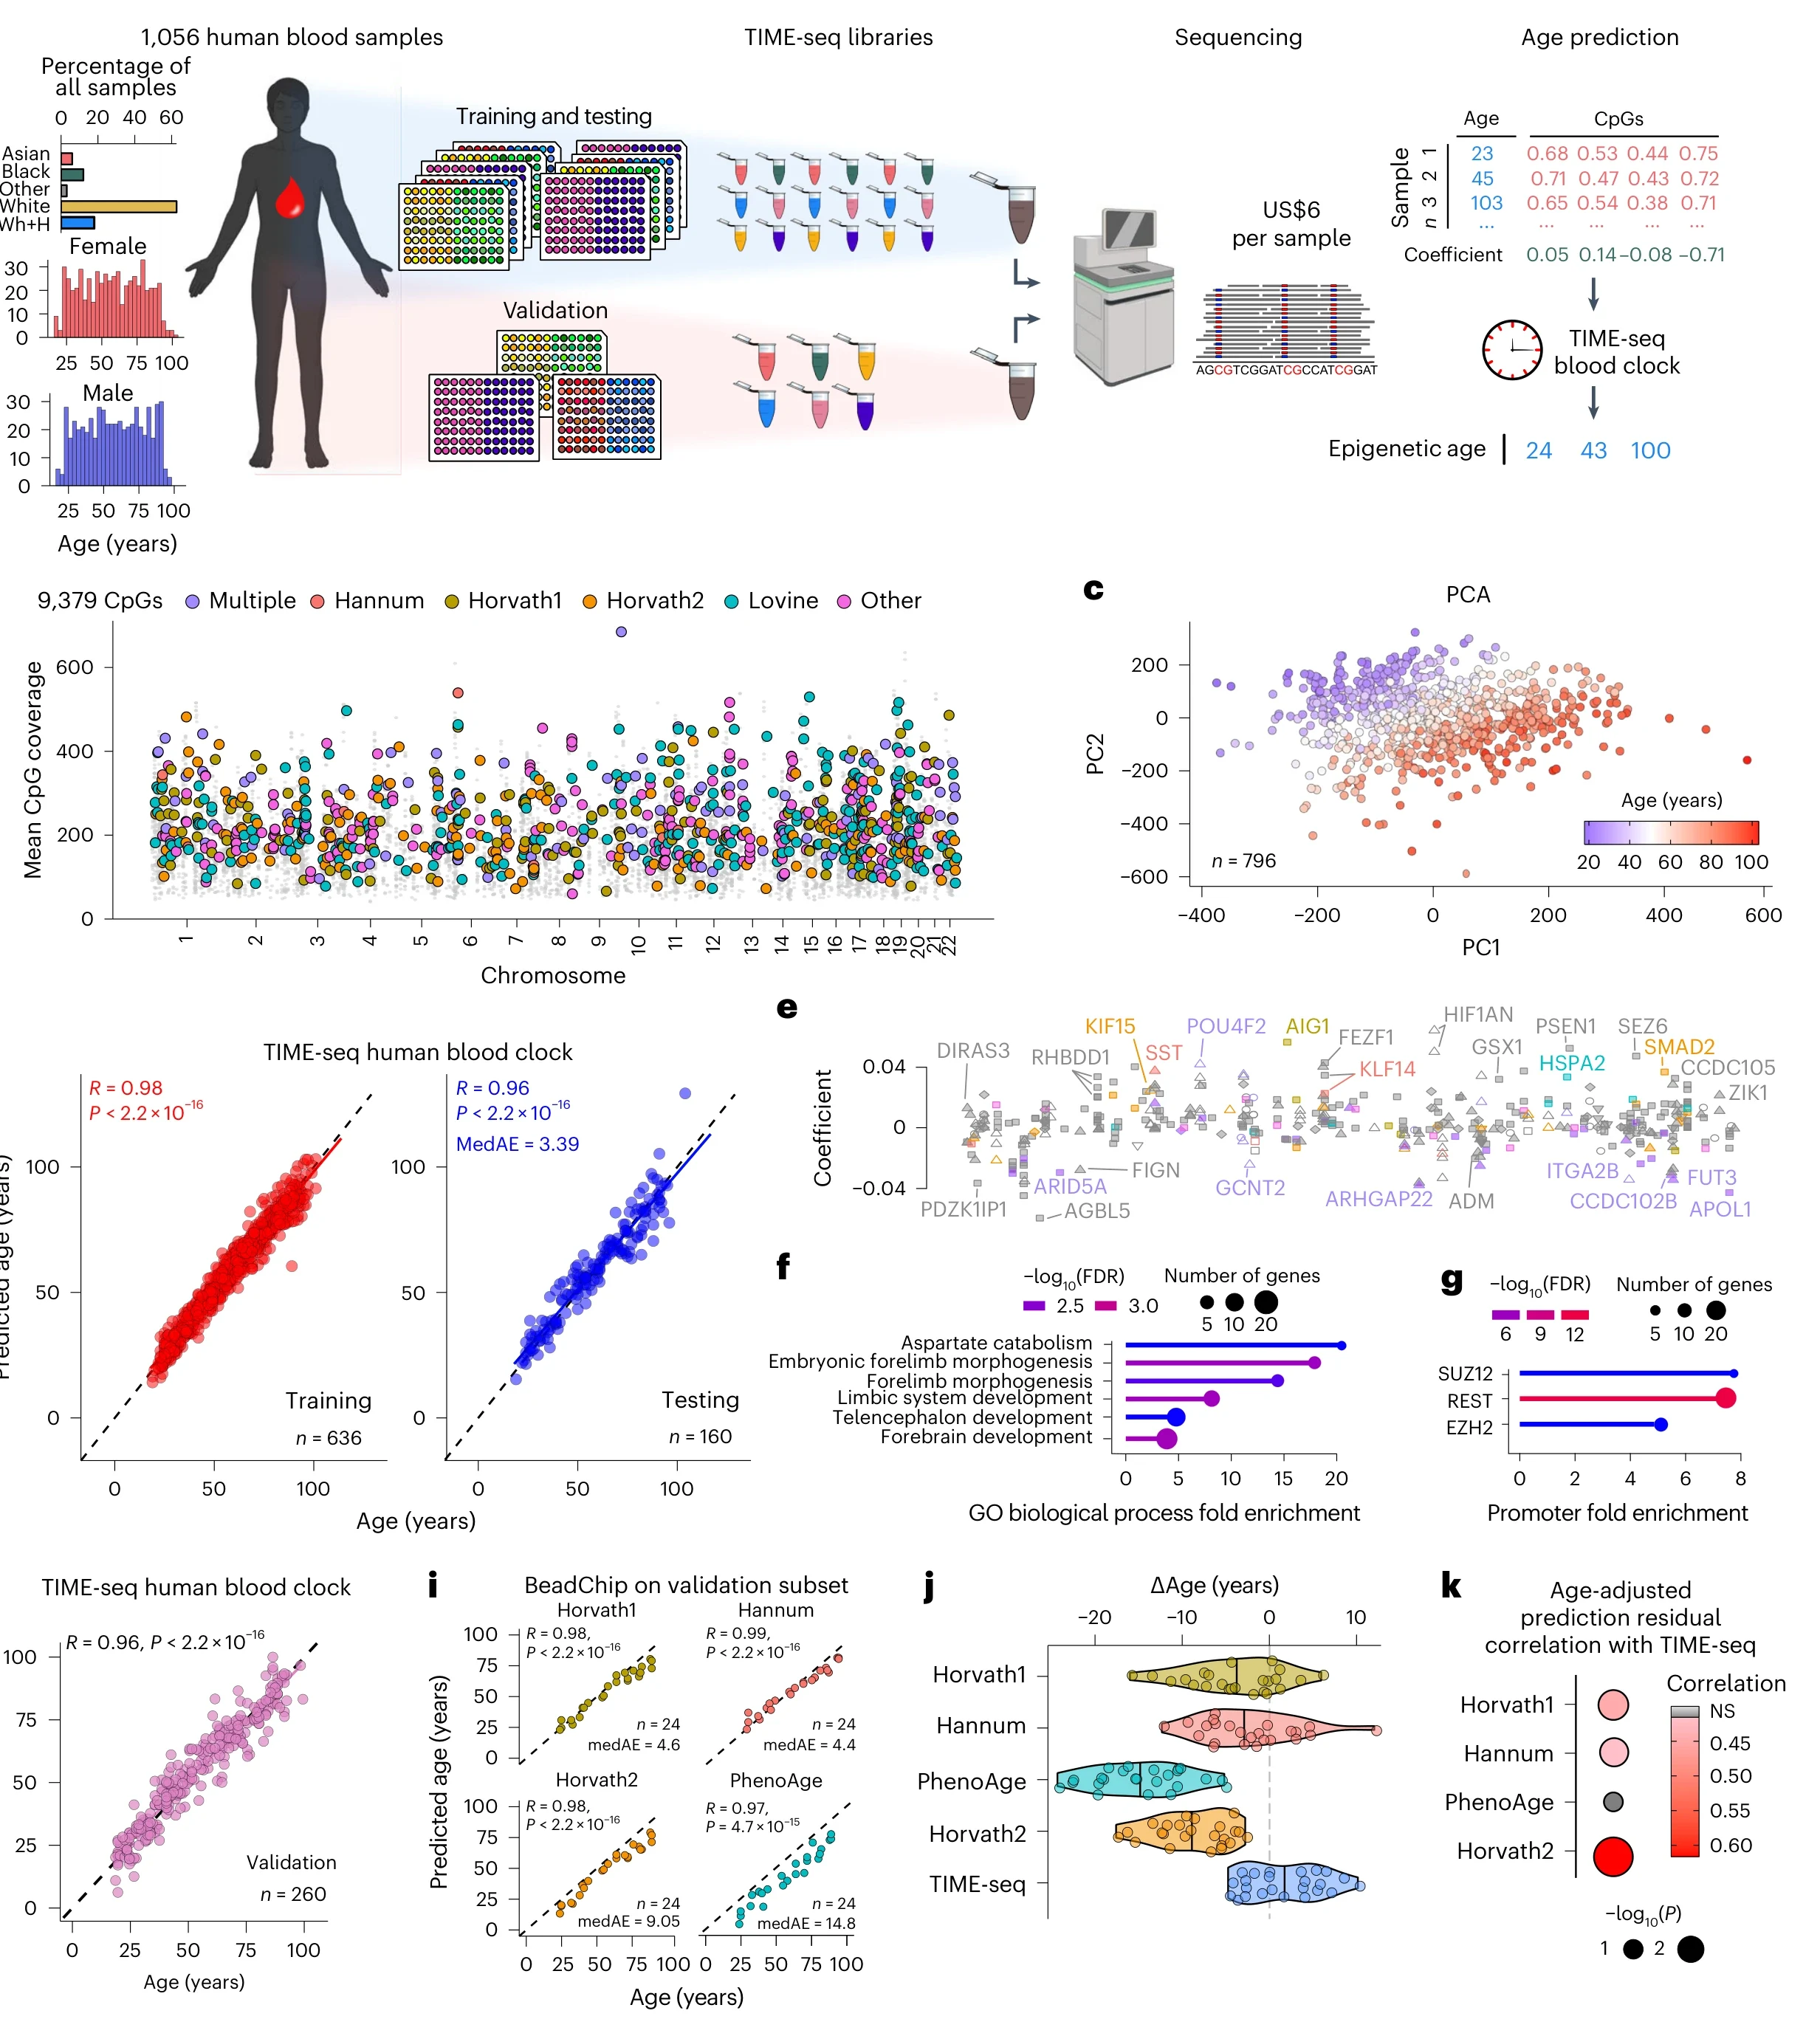 1,056 human blood samples
TIME-seq libraries
Sequencing
Age prediction
Percentage of
all samples
0 20 40 60
Asian
Black
Other
White
Wh+H
Female
30
20
10
0
25 50 75 100
Male
30
20
10
0
25 50 75 100
Age (years)
Training and testing
Validation
US$6
per sample
AGCGTCGGATCGCCATCGGAT
Age CpGs
Sample
1 23 0.68 0.53 0.44 0.75
2 45 0.71 0.47 0.43 0.72
3 103 0.65 0.54 0.38 0.71
n ... ... ... ... ...
Coefficient 0.05 0.14 −0.08 −0.71
TIME-seq
blood clock
Epigenetic age 24 43 100
9,379 CpGs Multiple Hannum Horvath1 Horvath2 Lovine Other
Mean CpG coverage
600
400
200
0
1 2 3 4 5 6 7 8 9 10 11 12 13 14 15 16 17 18 19 20 21 22
Chromosome
c
PCA
PC2
200
0
−200
−400
−600
n = 796
Age (years)
20 40 60 80 100
−400 −200 0 200 400 600
PC1
TIME-seq human blood clock
Predicted age (years)
R = 0.98
P < 2.2 × 10−16
100
50
0
Training
n = 636
0 50 100
R = 0.96
P < 2.2 × 10−16
MedAE = 3.39
100
50
0
Testing
n = 160
0 50 100
Age (years)
e
Coefficient
0.04
0
−0.04
DIRAS3
RHBDD1
KIF15
SST
POU4F2
AIG1
FEZF1
KLF14
HIF1AN
GSX1
PSEN1
HSPA2
SEZ6
SMAD2
CCDC105
ZIK1
PDZK1IP1
ARID5A
AGBL5
FIGN
GCNT2
ARHGAP22
ADM
ITGA2B
CCDC102B
FUT3
APOL1
f
−log10(FDR)
2.5 3.0
Number of genes
5 10 20
Aspartate catabolism
Embryonic forelimb morphogenesis
Forelimb morphogenesis
Limbic system development
Telencephalon development
Forebrain development
0 5 10 15 20
GO biological process fold enrichment
g
−log10(FDR)
6 9 12
Number of genes
5 10 20
SUZ12
REST
EZH2
0 2 4 6 8
Promoter fold enrichment
TIME-seq human blood clock
R = 0.96, P < 2.2 × 10−16
100
75
50
25
0
Validation
n = 260
0 25 50 75 100
Age (years)
i
BeadChip on validation subset
Predicted age (years)
Horvath1
R = 0.98,
P < 2.2 × 10−16
100
75
50
25
0
n = 24
medAE = 4.6
Hannum
R = 0.99,
P < 2.2 × 10−16
n = 24
medAE = 4.4
Horvath2
R = 0.98,
P < 2.2 × 10−16
100
75
50
25
0
n = 24
medAE = 9.05
0 25 50 75 100
PhenoAge
R = 0.97,
P = 4.7 × 10−15
n = 24
medAE = 14.8
0 25 50 75 100
Age (years)
j
ΔAge (years)
−20 −10 0 10
Horvath1
Hannum
PhenoAge
Horvath2
TIME-seq
k
Age-adjusted
prediction residual
correlation with TIME-seq
Horvath1
Hannum
PhenoAge
Horvath2
Correlation
NS
0.45
0.50
0.55
0.60
−log10(P)
1 2